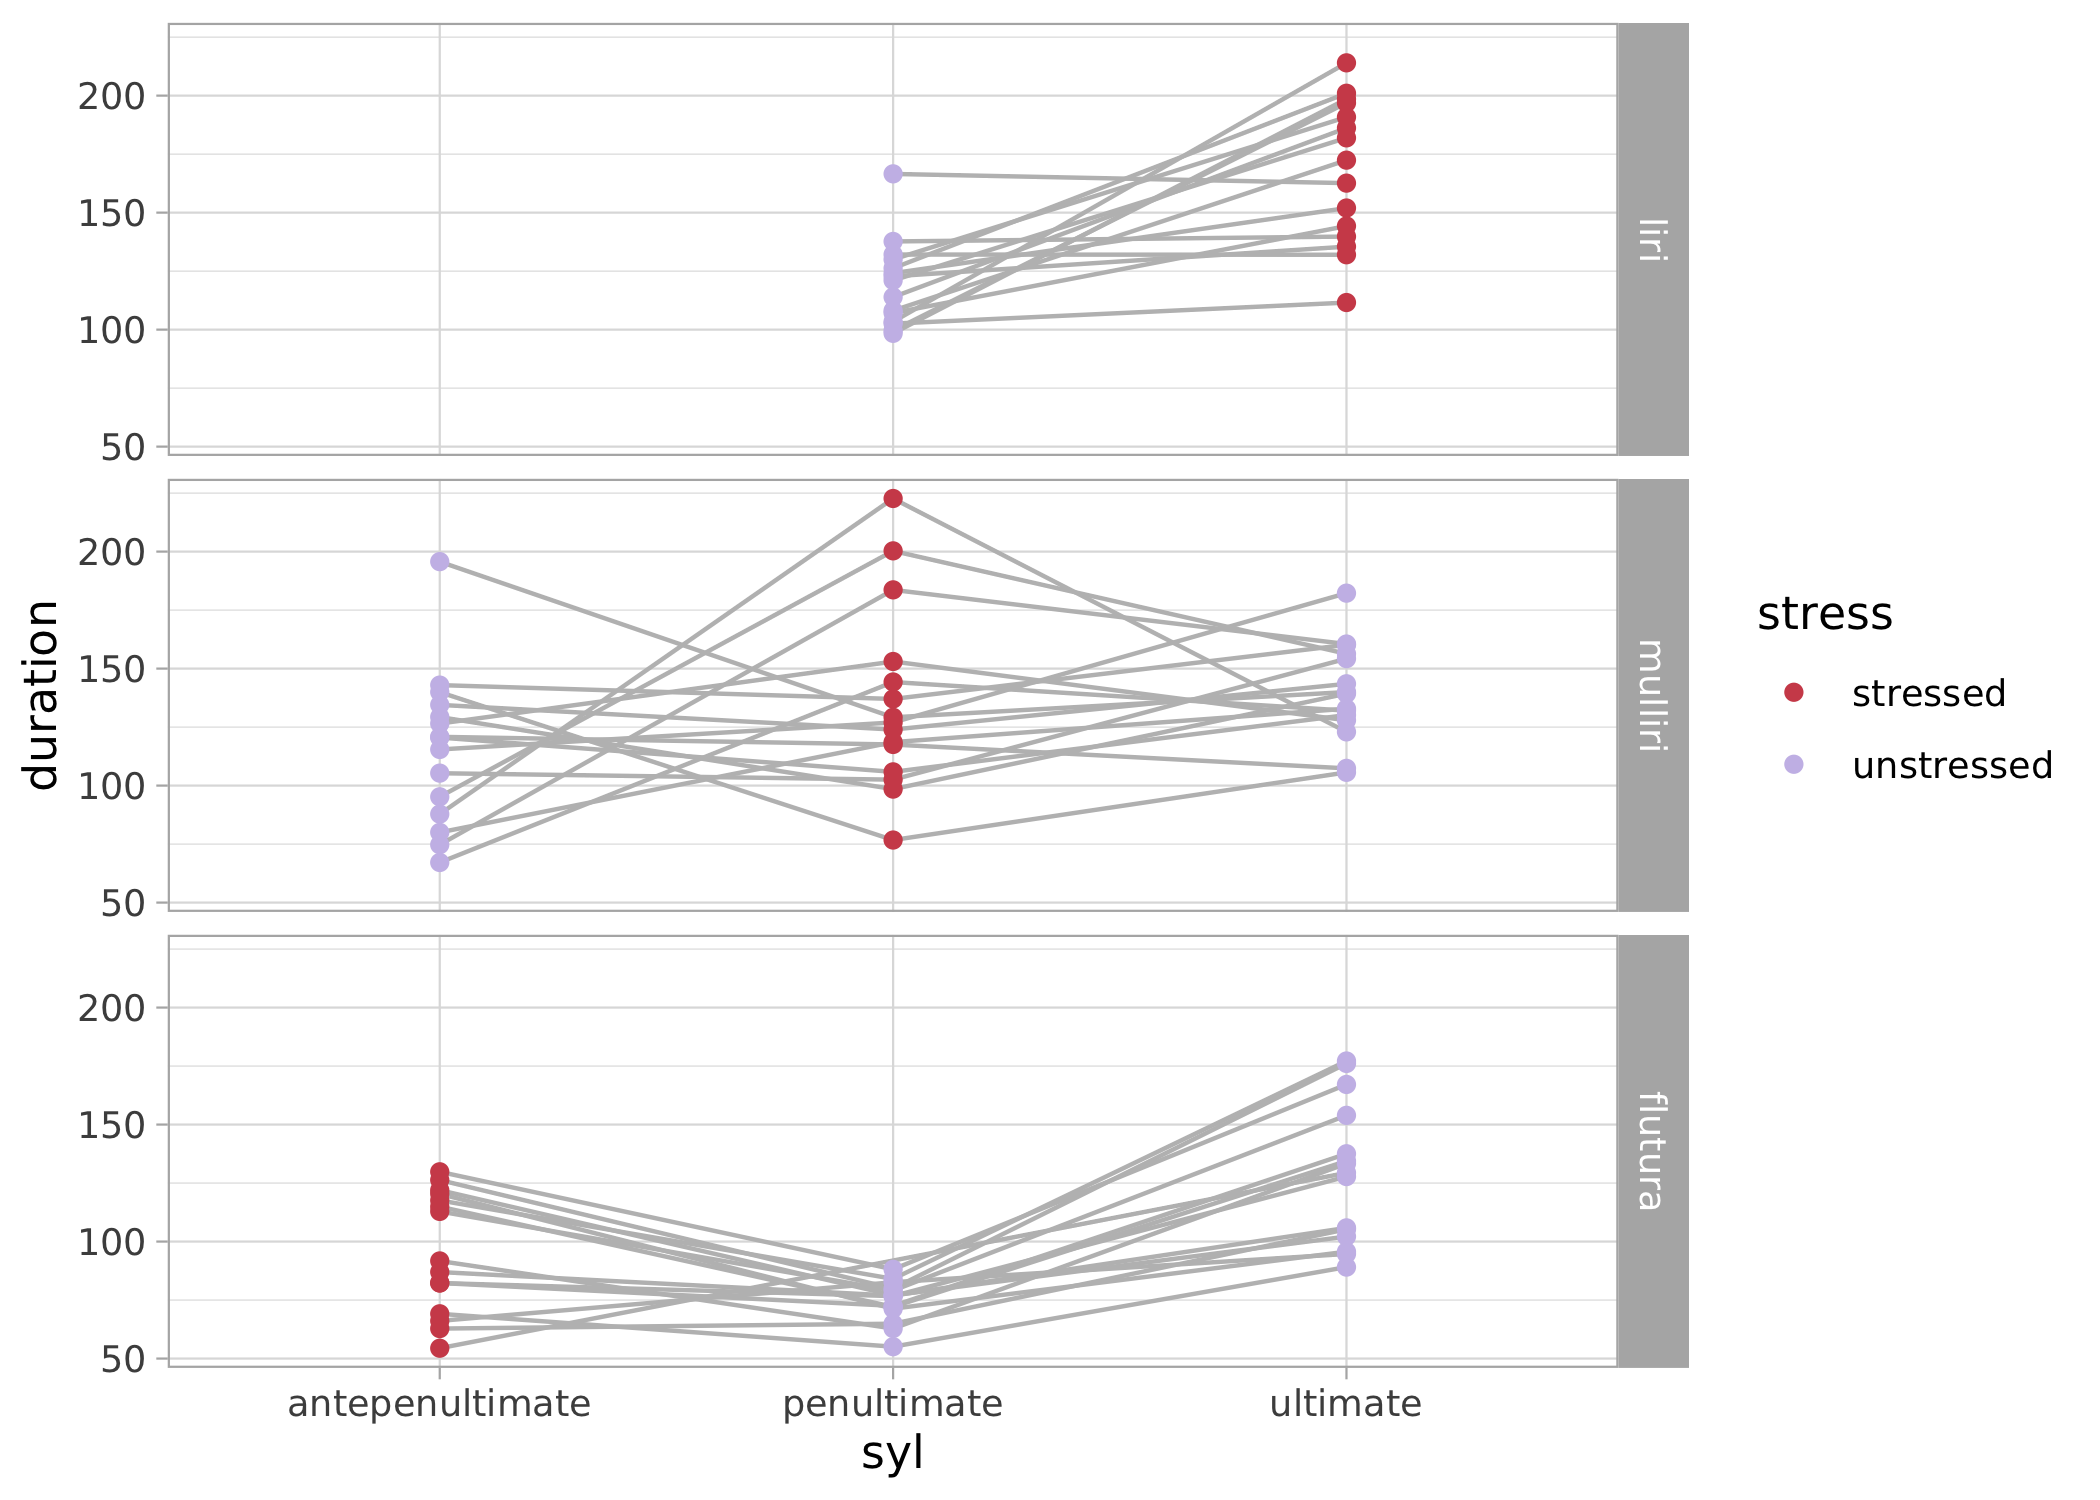 duration
200
150
100
50
lliri
200
150
100
50
mulliri
200
150
100
50
flutura
antepenultimate penultimate ultimate
syl
stress
stressed
unstressed